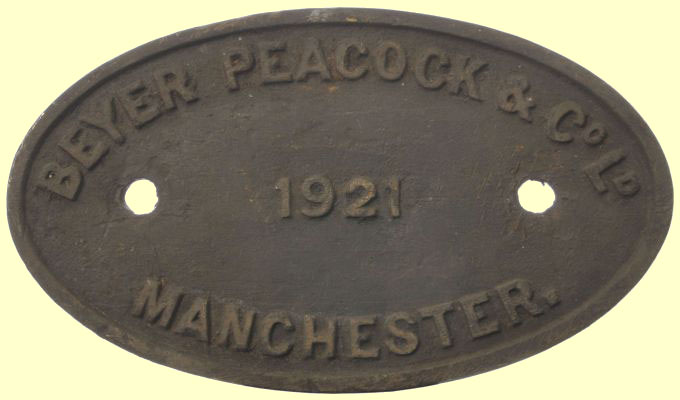 BEYER PEACOCK & Co LD
1921
MANCHESTER.